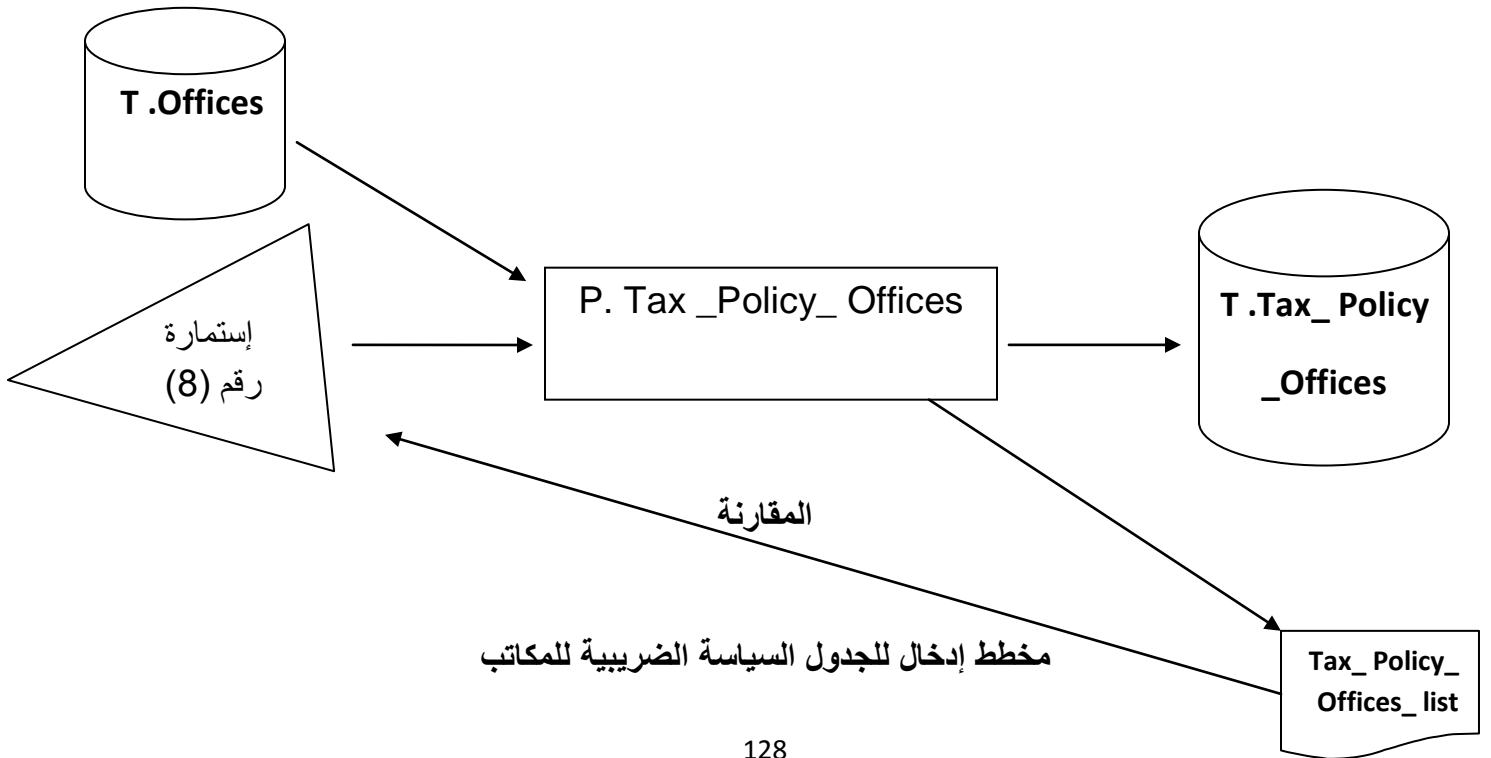 T .Offices
إستمارة
رقم (8)
P. Tax _Policy_ Offices
T .Tax_ Policy
_Offices
المقارنة
مخطط إدخال للجدول السياسة الضريبية للمكاتب
Tax_ Policy_
Offices_ list
128